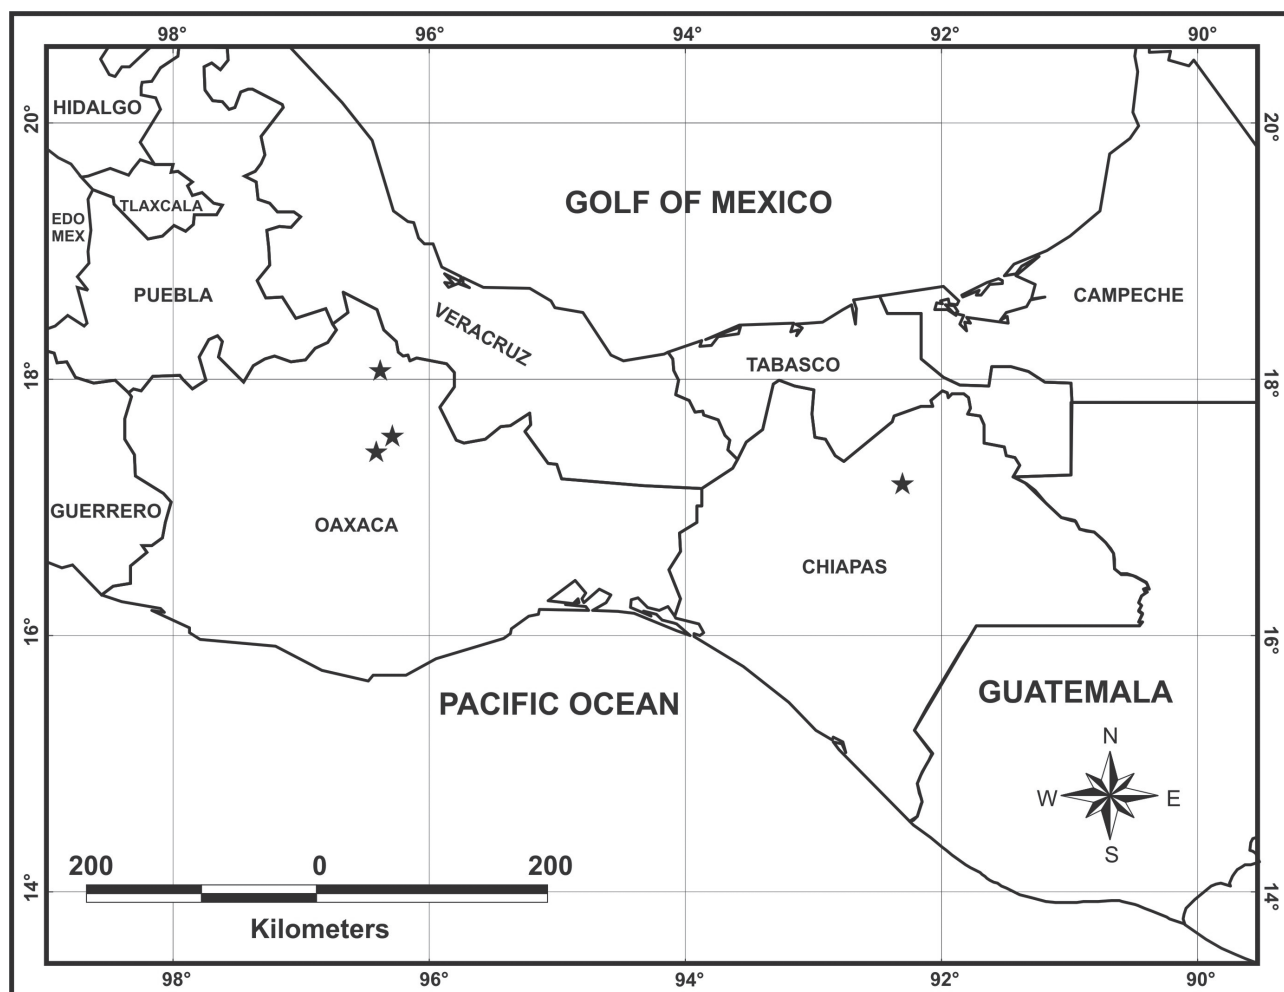 98° 96° 94° 92° 90°
HIDALGO
20° 20°
TLAXCALA
GOLF OF MEXICO
EDO
MEX
PUEBLA
CAMPECHE
VERACRUZ
TABASCO
18° 18°
GUERRERO
OAXACA
CHIAPAS
16° 16°
GUATEMALA
PACIFIC OCEAN
N
W E
S
200 0 200
14° 14°
Kilometers
98° 96° 94° 92° 90°